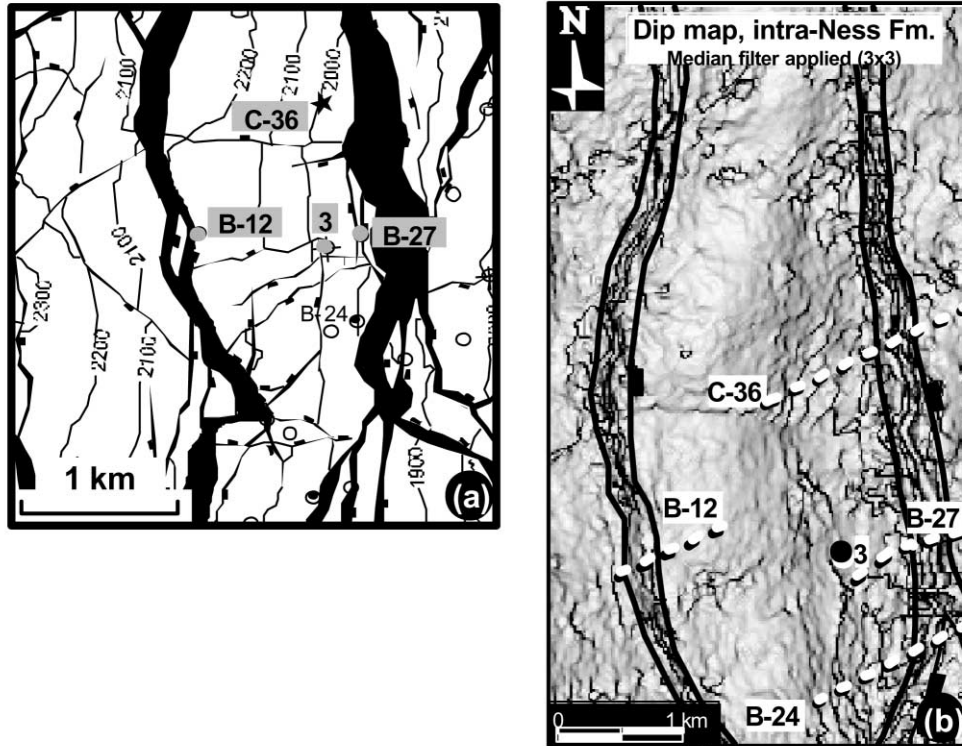 2100
2200
2100
2000
2100
C-36
B-12
3
B-27
2100
2300
2200
2100
B-24
1900
1 km
(a)
N
Dip map, intra-Ness Fm.
Median filter applied (3x3)
C-36
B-12
B-27
3
B-24
0 1 km
(b)